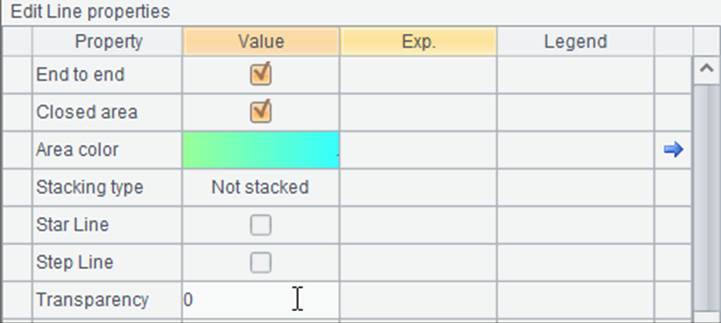 Edit Line properties
Property Value Exp. Legend
End to end
Closed area
Area color
Stacking type Not stacked
Star Line
Step Line
Transparency 0